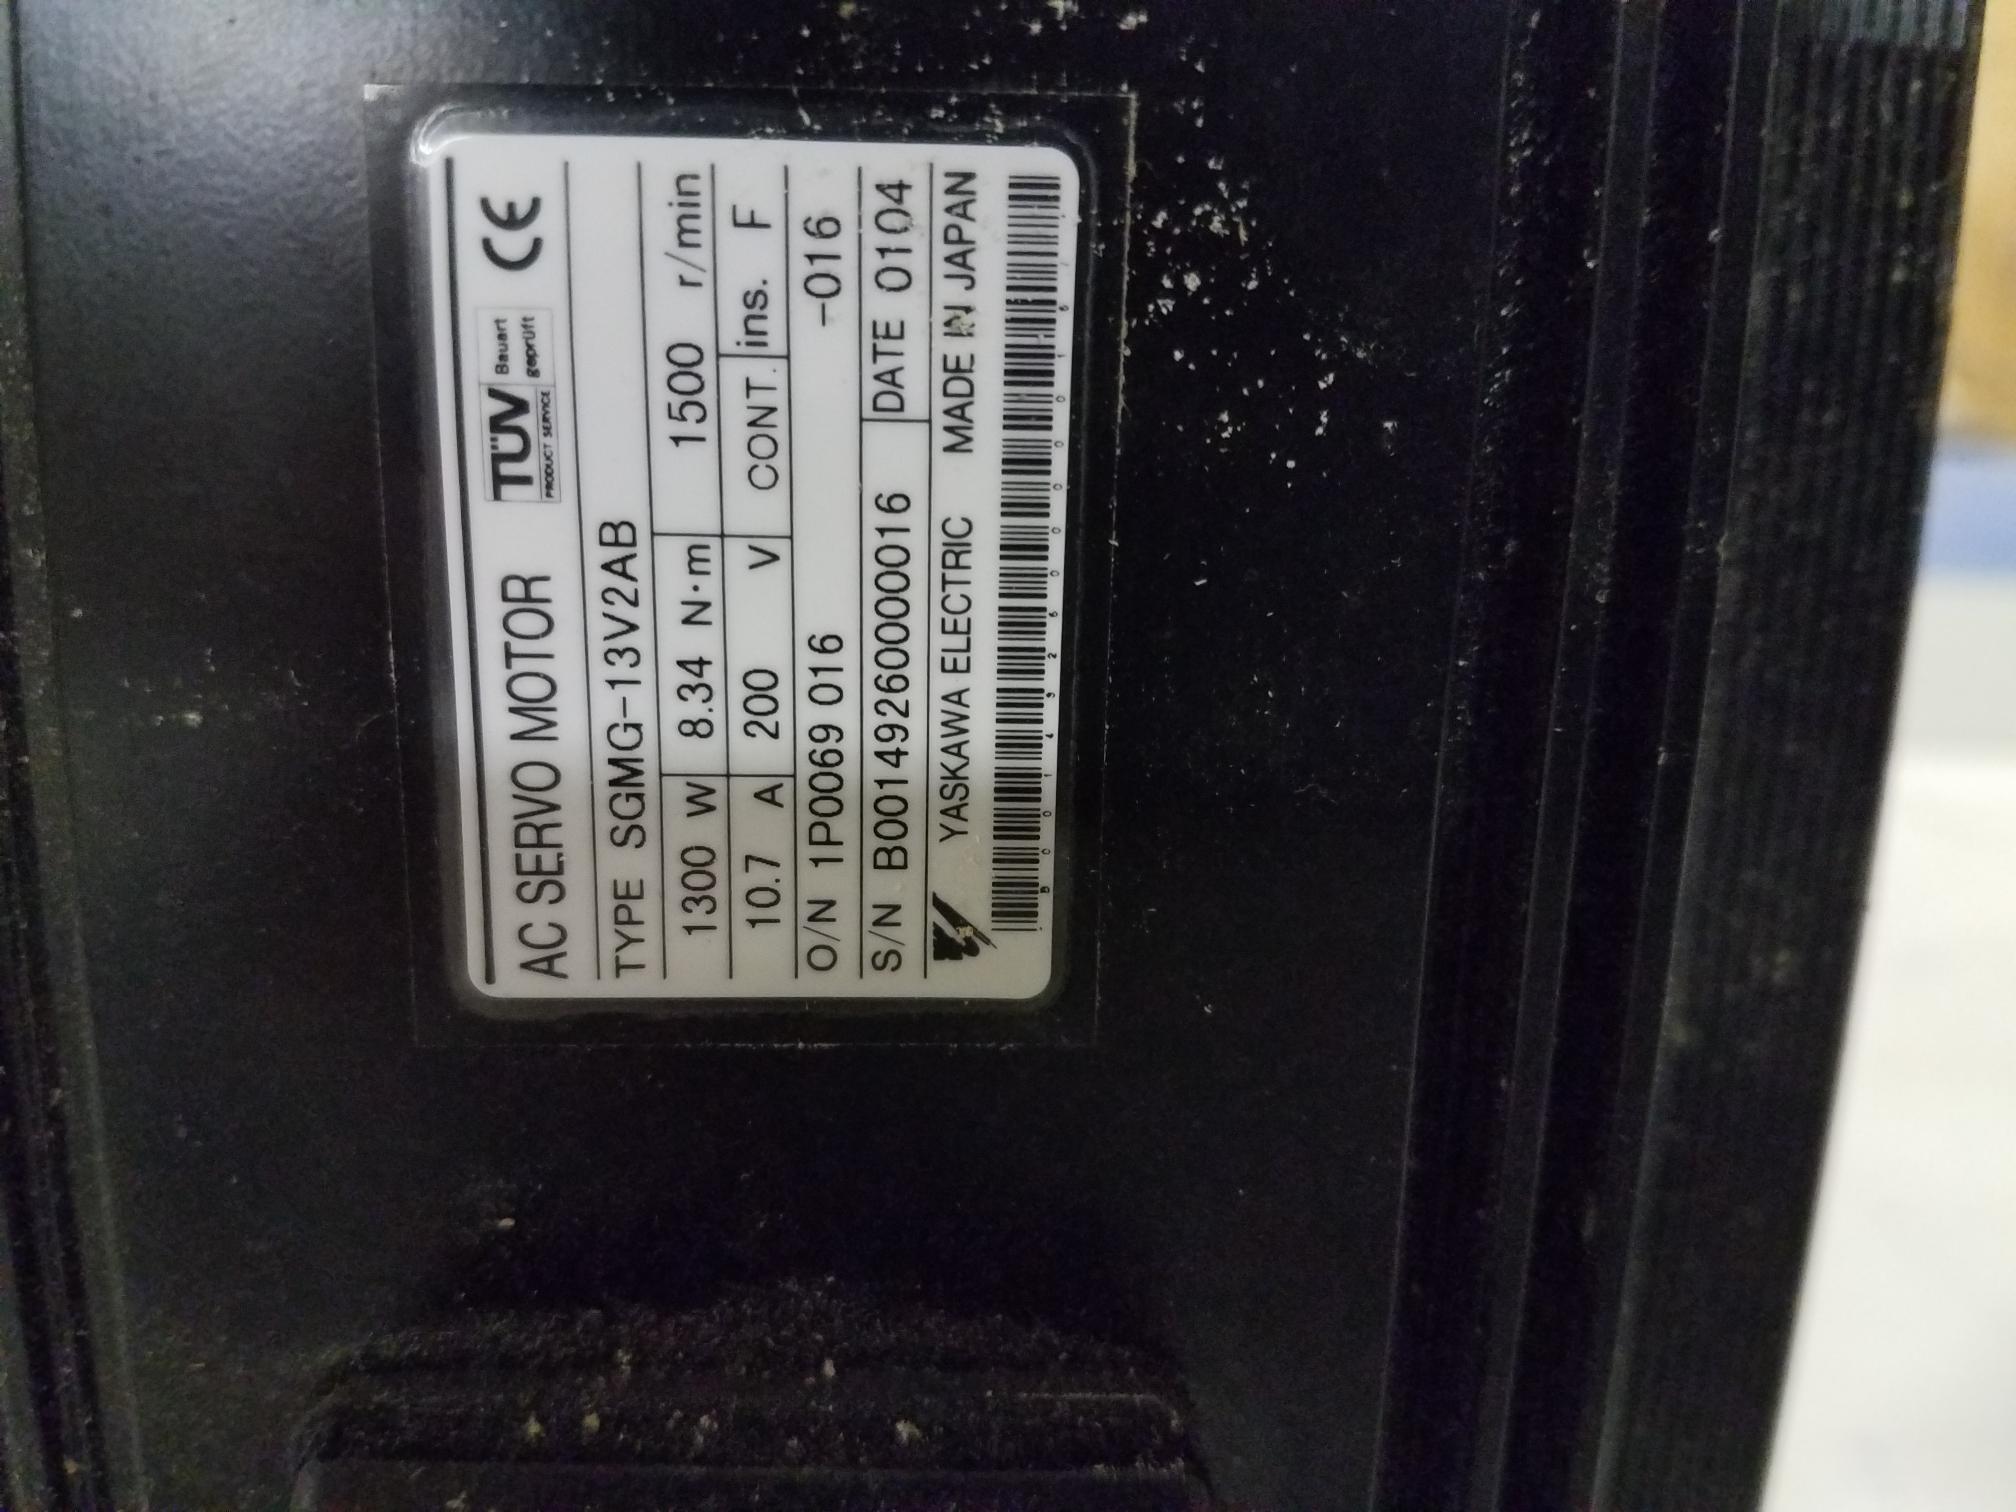 AC SERVO MOTOR TÜV PRODUCT SERVICE Bauart geprüft CE
TYPE SGMG-13V2AB
1300 W 8.34 N·m 1500 r/min
10.7 A 200 V CONT. ins. F
O/N 1P0069 016 -016
S/N B001492600000016 DATE 0104
YASKAWA ELECTRIC MADE IN JAPAN